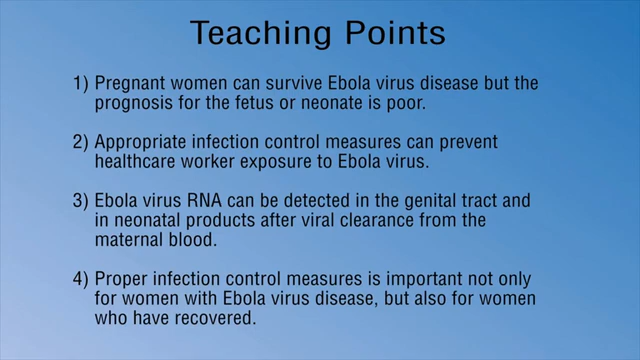 Teaching Points
1) Pregnant women can survive Ebola virus disease but the
prognosis for the fetus or neonate is poor.
2) Appropriate infection control measures can prevent
healthcare worker exposure to Ebola virus.
3) Ebola virus RNA can be detected in the genital tract and
in neonatal products after viral clearance from the
maternal blood.
4) Proper infection control measures is important not only
for women with Ebola virus disease, but also for women
who have recovered.